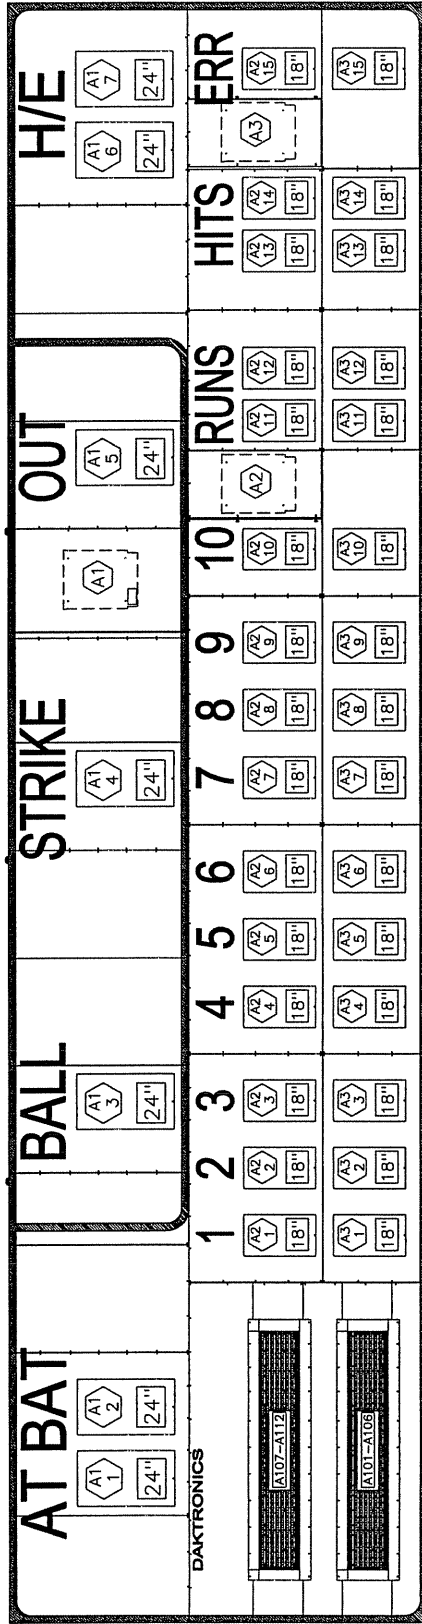 AT BAT BALL STRIKE OUT H/E
A1 1 A1 2 A1 3 A1 4 A1 A1 5 A1 6 A1 7
24" 24" 24" 24" 24" 24" 24"
DAKTRONICS 1 2 3 4 5 6 7 8 9 10 RUNS HITS ERR
A2 A3
A107-A112 A2 1 A2 2 A2 3 A2 4 A2 5 A2 6 A2 7 A2 8 A2 9 A2 10 A2 11 A2 12 A2 13 A2 14 A2 15
18" 18" 18" 18" 18" 18" 18" 18" 18" 18" 18" 18" 18" 18" 18"
A101-A106 A3 1 A3 2 A3 3 A3 4 A3 5 A3 6 A3 7 A3 8 A3 9 A3 10 A3 11 A3 12 A3 13 A3 14 A3 15
18" 18" 18" 18" 18" 18" 18" 18" 18" 18" 18" 18" 18" 18" 18"